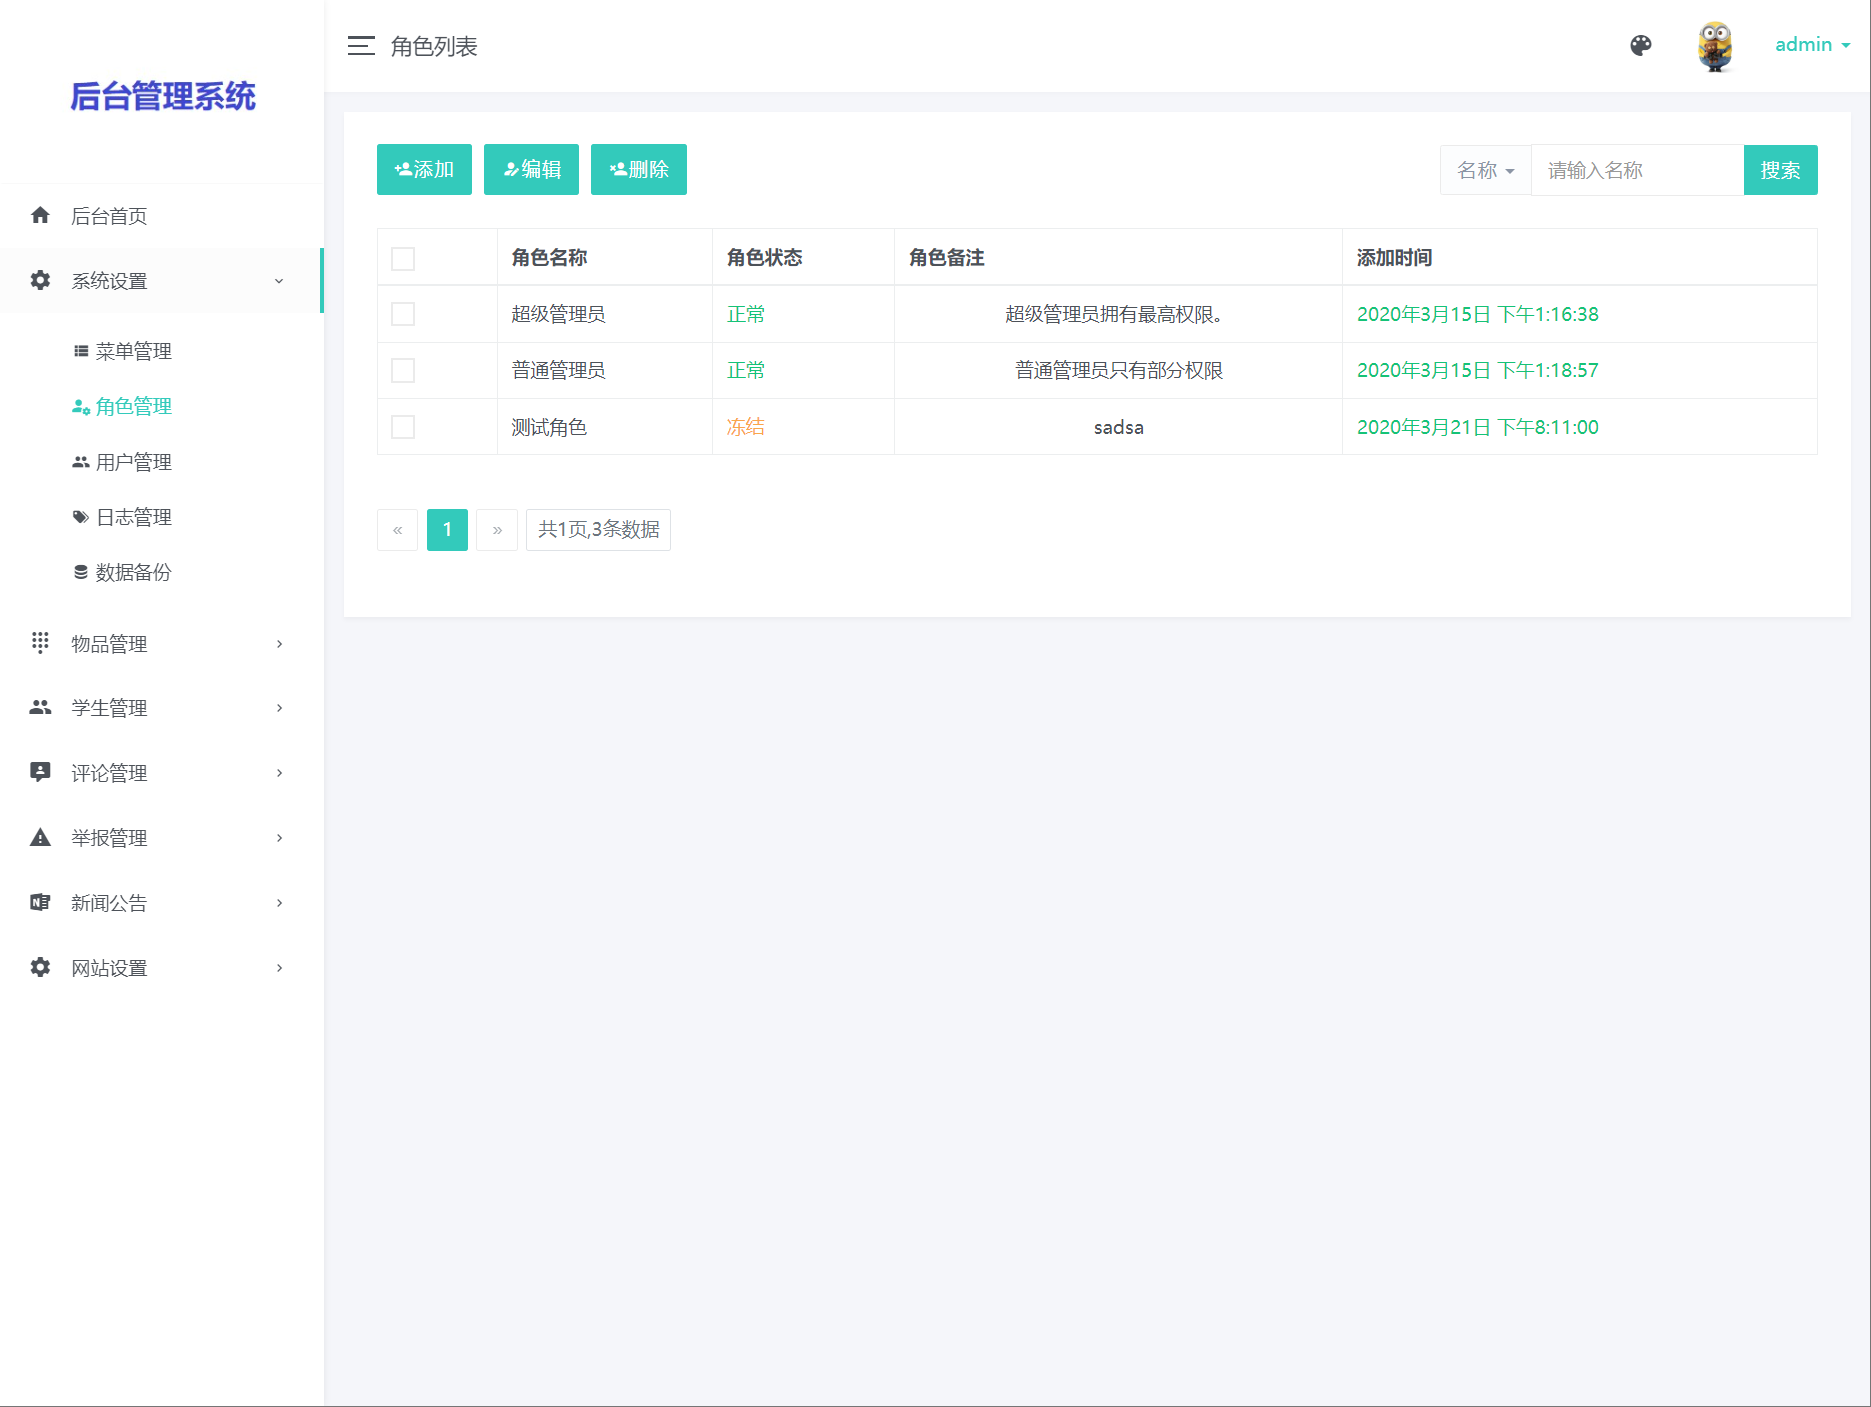 后台管理系统
后台首页
系统设置
菜单管理
角色管理
用户管理
日志管理
数据备份
物品管理
学生管理
评论管理
举报管理
新闻公告
网站设置
角色列表
admin
添加 编辑 删除
名称 请输入名称 搜索
角色名称 角色状态 角色备注 添加时间
超级管理员 正常 超级管理员拥有最高权限。 2020年3月15日 下午1:16:38
普通管理员 正常 普通管理员只有部分权限 2020年3月15日 下午1:18:57
测试角色 冻结 sadsa 2020年3月21日 下午8:11:00
« 1 » 共1页,3条数据